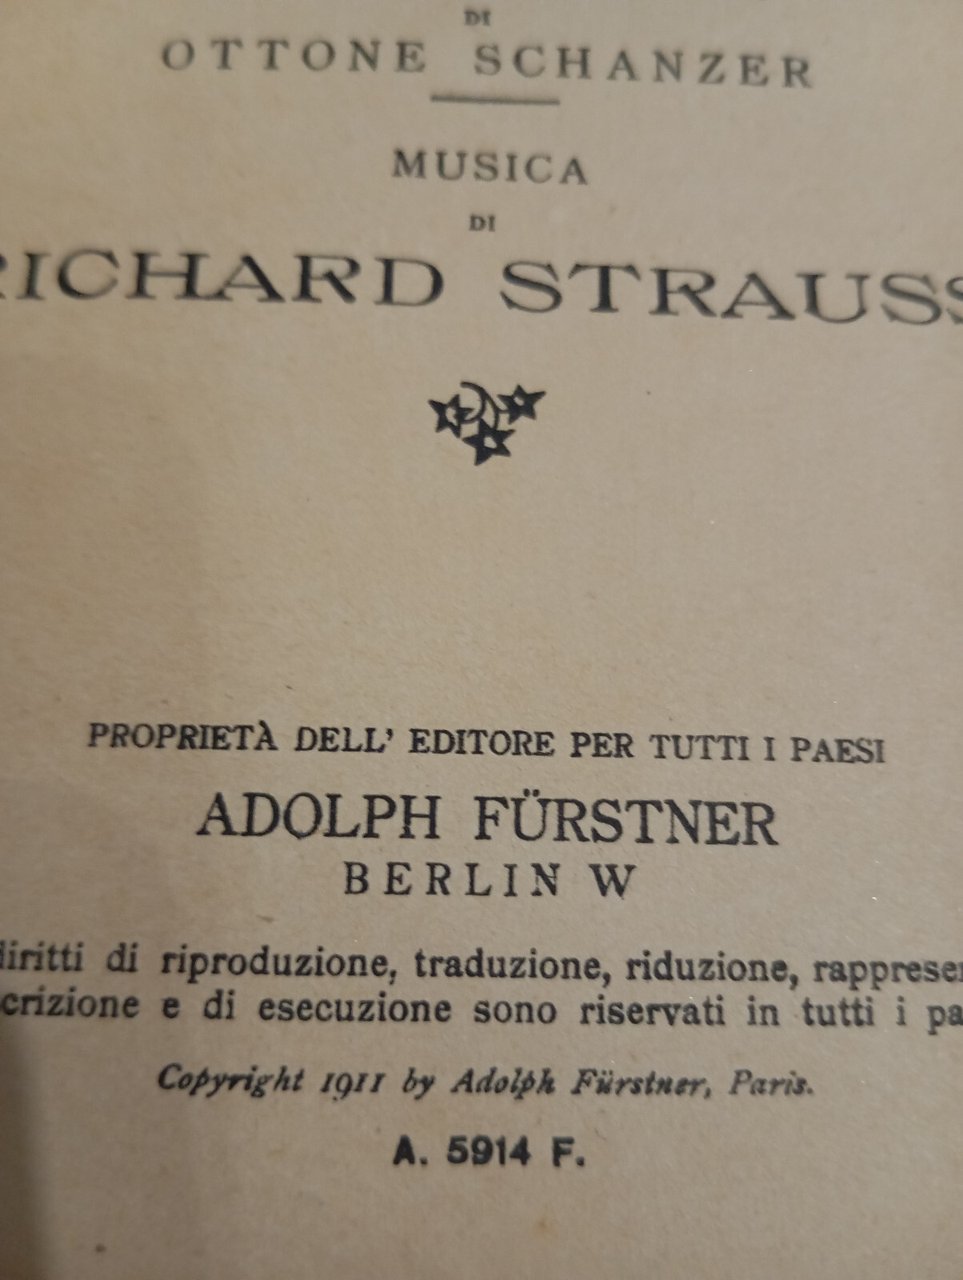 DI
OTTONE SCHANZER
MUSICA
DI
RICHARD STRAUSS
PROPRIETÀ DELL' EDITORE PER TUTTI I PAESI
ADOLPH FÜRSTNER
BERLIN W
diritti di riproduzione, traduzione, riduzione,
e di esecuzione sono riservati in tutti i
Copyright 1911 by Adolph Fürstner, Paris.
A. 5914 F.